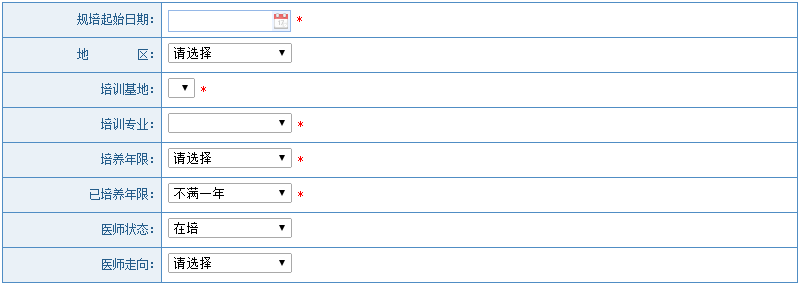 规培起始日期: *
地 区: 请选择
培训基地: *
培训专业: *
培养年限: 请选择 *
已培养年限: 不满一年 *
医师状态: 在培
医师走向: 请选择